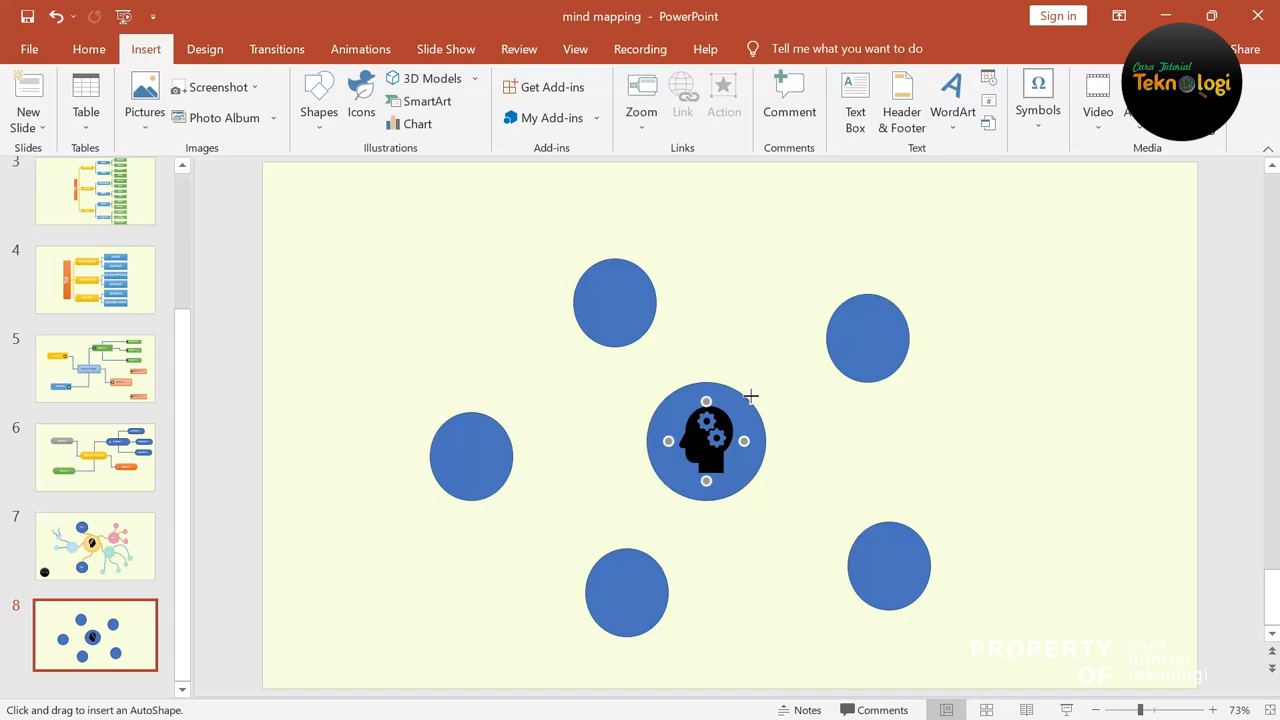 mind mapping - PowerPoint
Sign in
File Home Insert Design Transitions Animations Slide Show Review View Recording Help Tell me what you want to do Share
Cara Tutorial
Teknologi
New
Slide
Table
Pictures
Screenshot
Photo Album
Shapes
Icons
3D Models
SmartArt
Chart
Get Add-ins
My Add-ins
Zoom
Link
Action
Comment
Text
Box
Header
& Footer
WordArt
Symbols
Video
Slides Tables Images Illustrations Add-ins Links Comments Text Media
3
4
5
6
7
8
PROPERTY
OF
cara
tutorial
teknologi
Click and drag to insert an AutoShape.
Notes Comments 73%